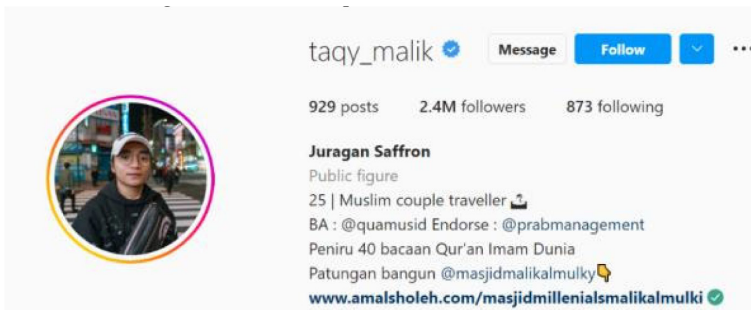 taqy_malik Message Follow
929 posts 2.4M followers 873 following
Juragan Saffron
Public figure
25 | Muslim couple traveller
BA : @quamusid Endorse : @prabmanagement
Peniru 40 bacaan Qur'an Imam Dunia
Patungan bangun @masjidmalikalmulky👇
www.amalsholeh.com/masjidmillenialsmalikalmulki